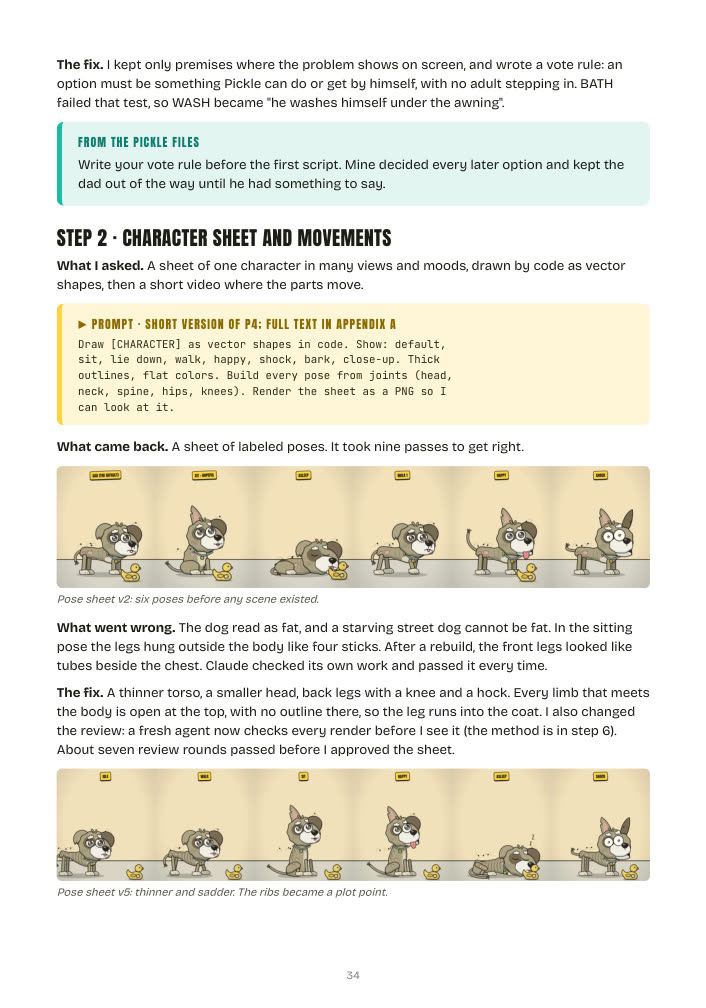 The fix. I kept only premises where the problem shows on screen, and wrote a vote rule: an
option must be something Pickle can do or get by himself, with no adult stepping in. BATH
failed that test, so WASH became "he washes himself under the awning".
FROM THE PICKLE FILES
Write your vote rule before the first script. Mine decided every later option and kept the
dad out of the way until he had something to say.
STEP 2 · CHARACTER SHEET AND MOVEMENTS
What I asked. A sheet of one character in many views and moods, drawn by code as vector
shapes, then a short video where the parts move.
▶ PROMPT · SHORT VERSION OF P4; FULL TEXT IN APPENDIX A
Draw [CHARACTER] as vector shapes in code. Show: default,
sit, lie down, walk, happy, shock, bark, close-up. Thick
outlines, flat colors. Build every pose from joints (head,
neck, spine, hips, knees). Render the sheet as a PNG so I
can look at it.
What came back. A sheet of labeled poses. It took nine passes to get right.
ASLEEP
HAPPY
SHOCK
Pose sheet v2: six poses before any scene existed.
What went wrong. The dog read as fat, and a starving street dog cannot be fat. In the sitting
pose the legs hung outside the body like four sticks. After a rebuild, the front legs looked like
tubes beside the chest. Claude checked its own work and passed it every time.
The fix. A thinner torso, a smaller head, back legs with a knee and a hock. Every limb that meets
the body is open at the top, with no outline there, so the leg runs into the coat. I also changed
the review: a fresh agent now checks every render before I see it (the method is in step 6).
About seven review rounds passed before I approved the sheet.
IDLE
WALK
SIT
HAPPY
ASLEEP
SHOCK
Pose sheet v5: thinner and sadder. The ribs became a plot point.
34